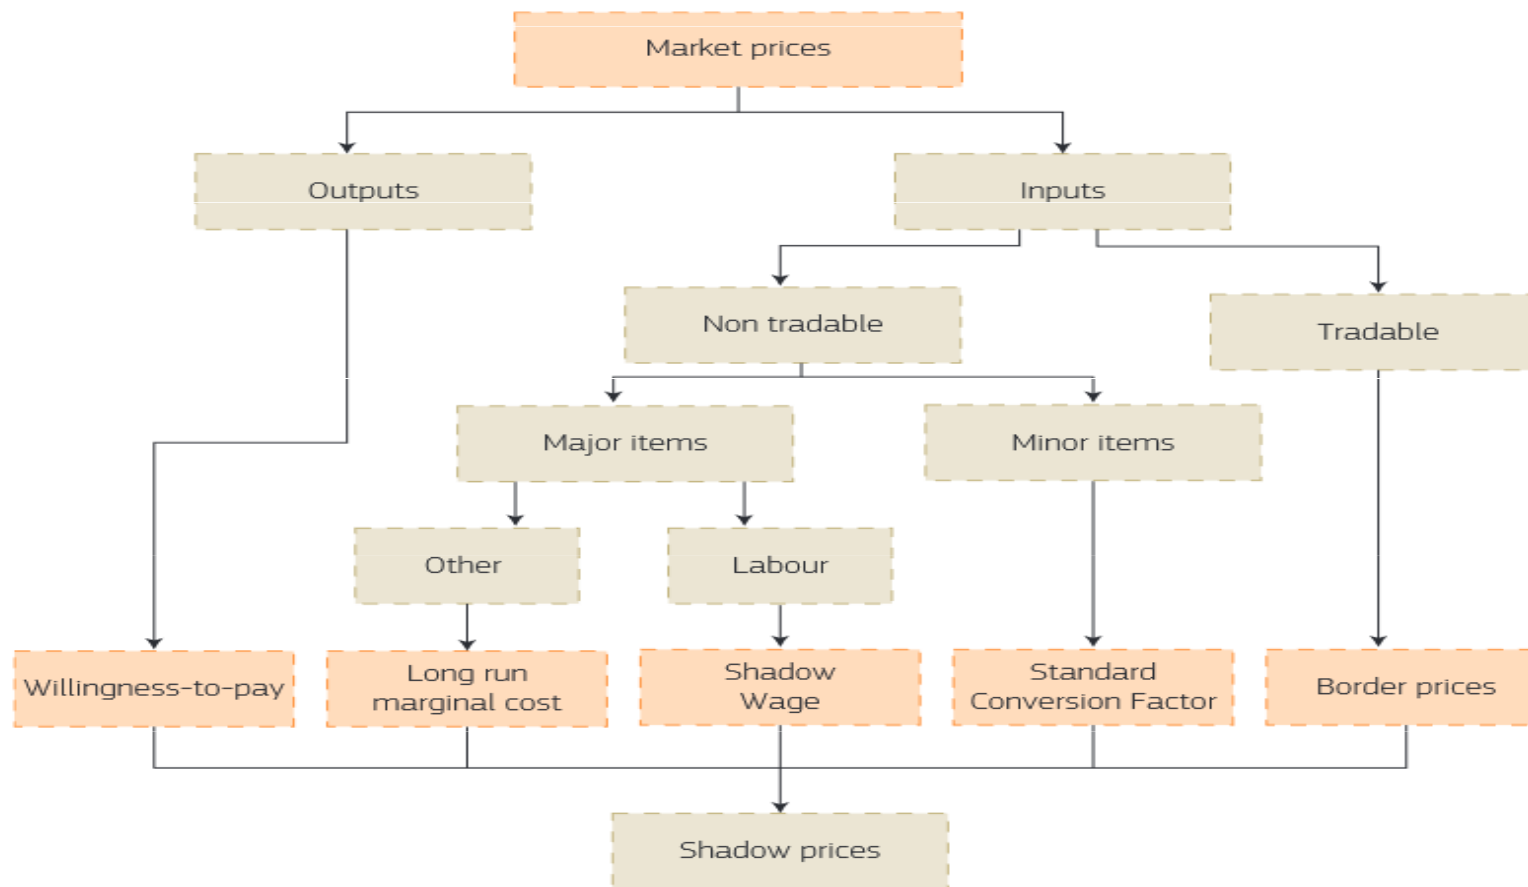 Market prices
Outputs
Inputs
Non tradable
Tradable
Major items
Minor items
Other
Labour
Willingness-to-pay
Long run
marginal cost
Shadow
Wage
Standard
Conversion Factor
Border prices
Shadow prices